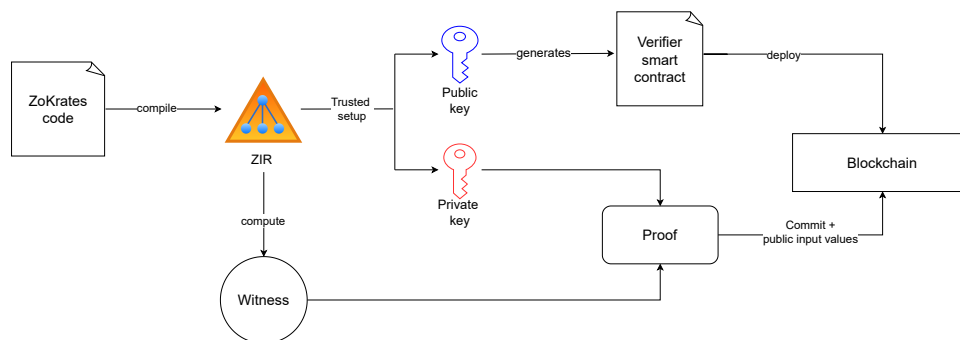 ZoKrates
code
compile
ZIR
Trusted
setup
Public
key
generates
Verifier
smart
contract
deploy
Blockchain
Private
key
compute
Proof
Commit +
public input values
Witness